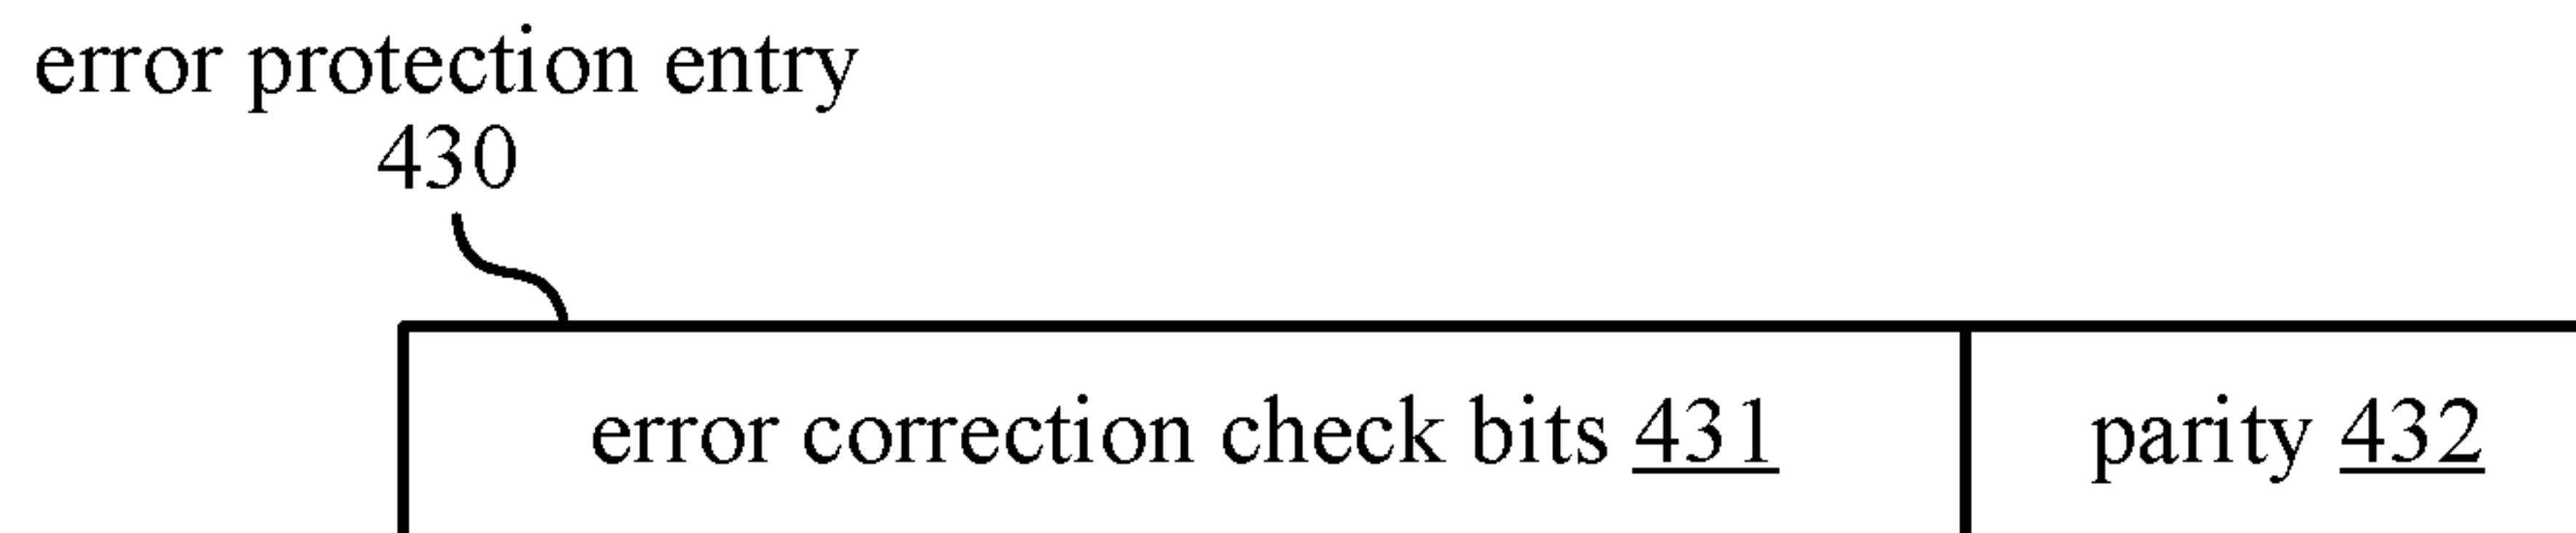 error protection entry
430
error correction check bits 431 parity 432